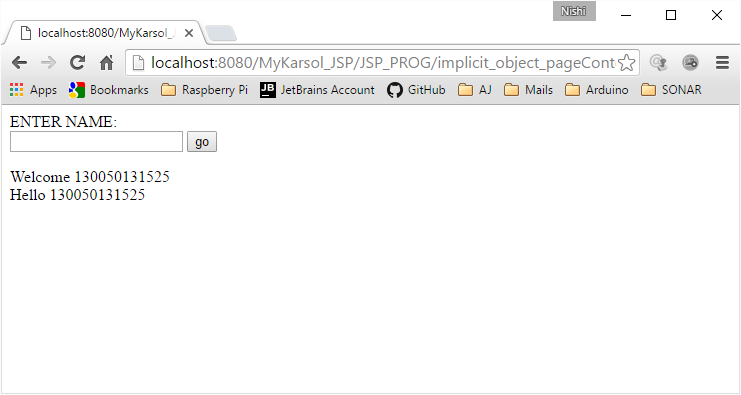 Nishi
localhost:8080/MyKarsol_J
localhost:8080/MyKarsol_JSP/JSP_PROG/implicit_object_pageCont
Apps Bookmarks Raspberry Pi JB JetBrains Account GitHub AJ Mails Arduino SONAR
ENTER NAME:
go
Welcome 130050131525
Hello 130050131525